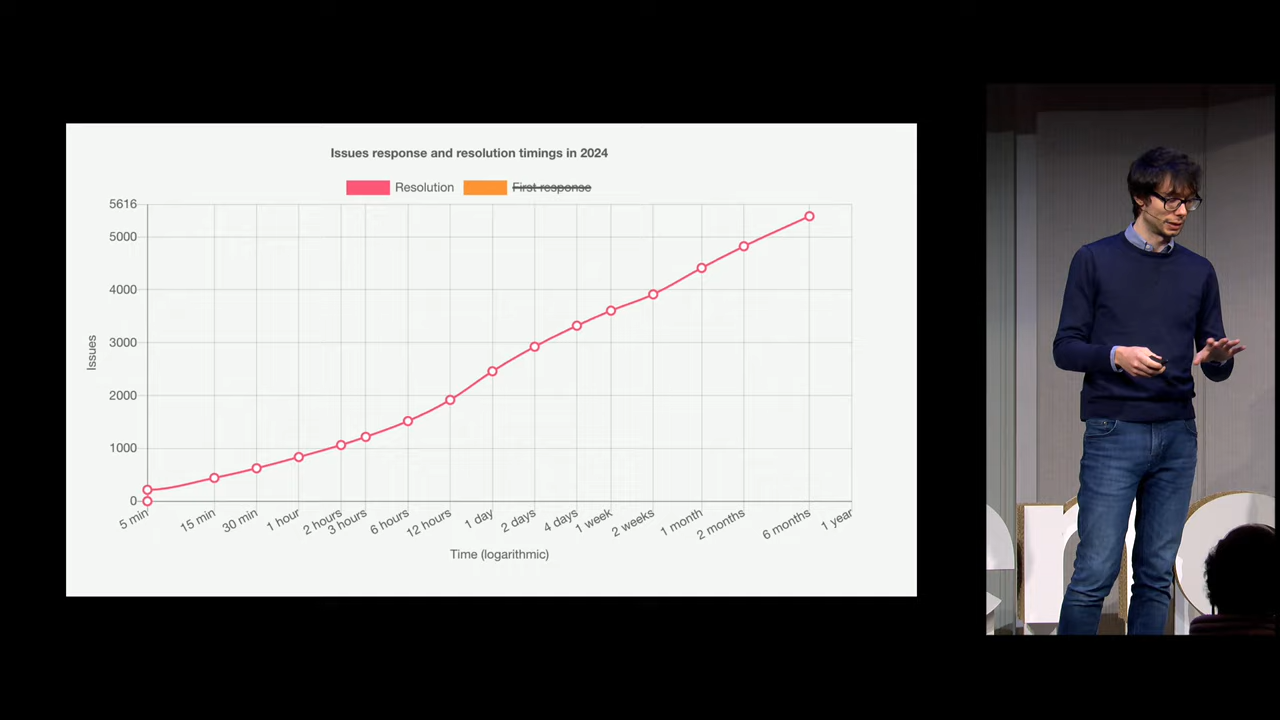 Issues response and resolution timings in 2024
Resolution
First response
5616
5000
4000
3000
2000
1000
0
Issues
5 min
15 min
30 min
1 hour
2 hours
3 hours
6 hours
12 hours
1 day
2 days
4 days
1 week
2 weeks
1 month
2 months
6 months
1 year
Time (logarithmic)